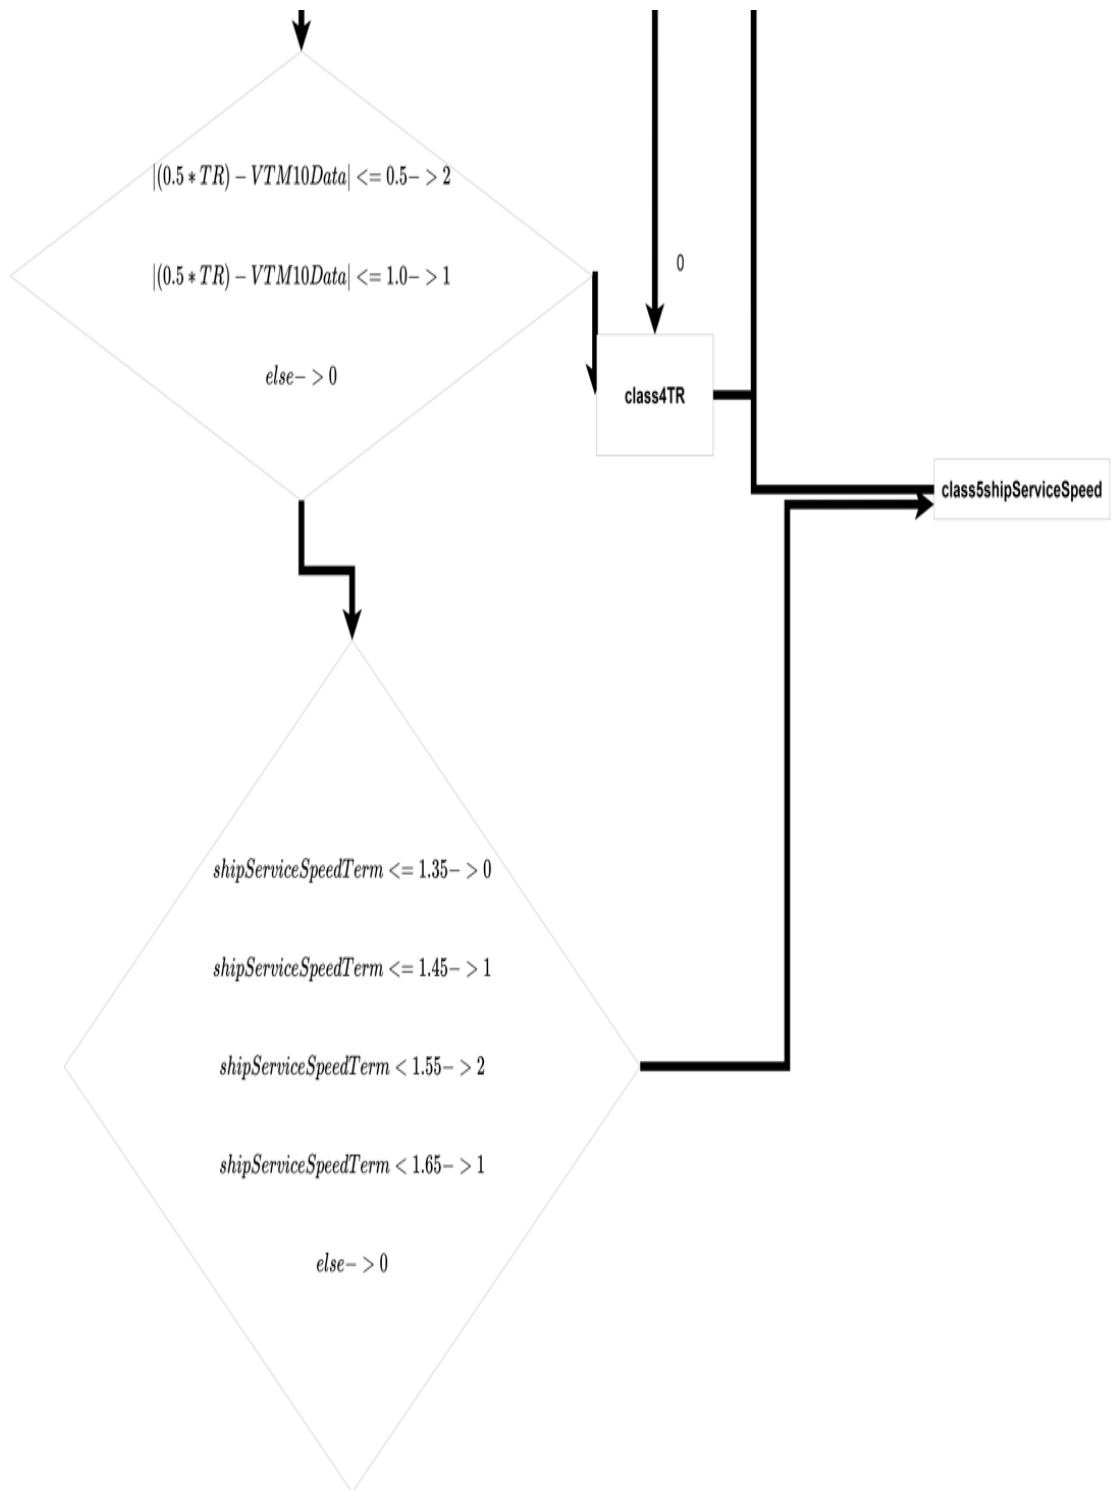 |(0.5 * TR) − VTM10Data| <= 0.5− > 2
|(0.5 * TR) − VTM10Data| <= 1.0− > 1
else− > 0
0
class4TR
class5shipServiceSpeed
shipServiceSpeedTerm <= 1.35− > 0
shipServiceSpeedTerm <= 1.45− > 1
shipServiceSpeedTerm < 1.55− > 2
shipServiceSpeedTerm < 1.65− > 1
else− > 0